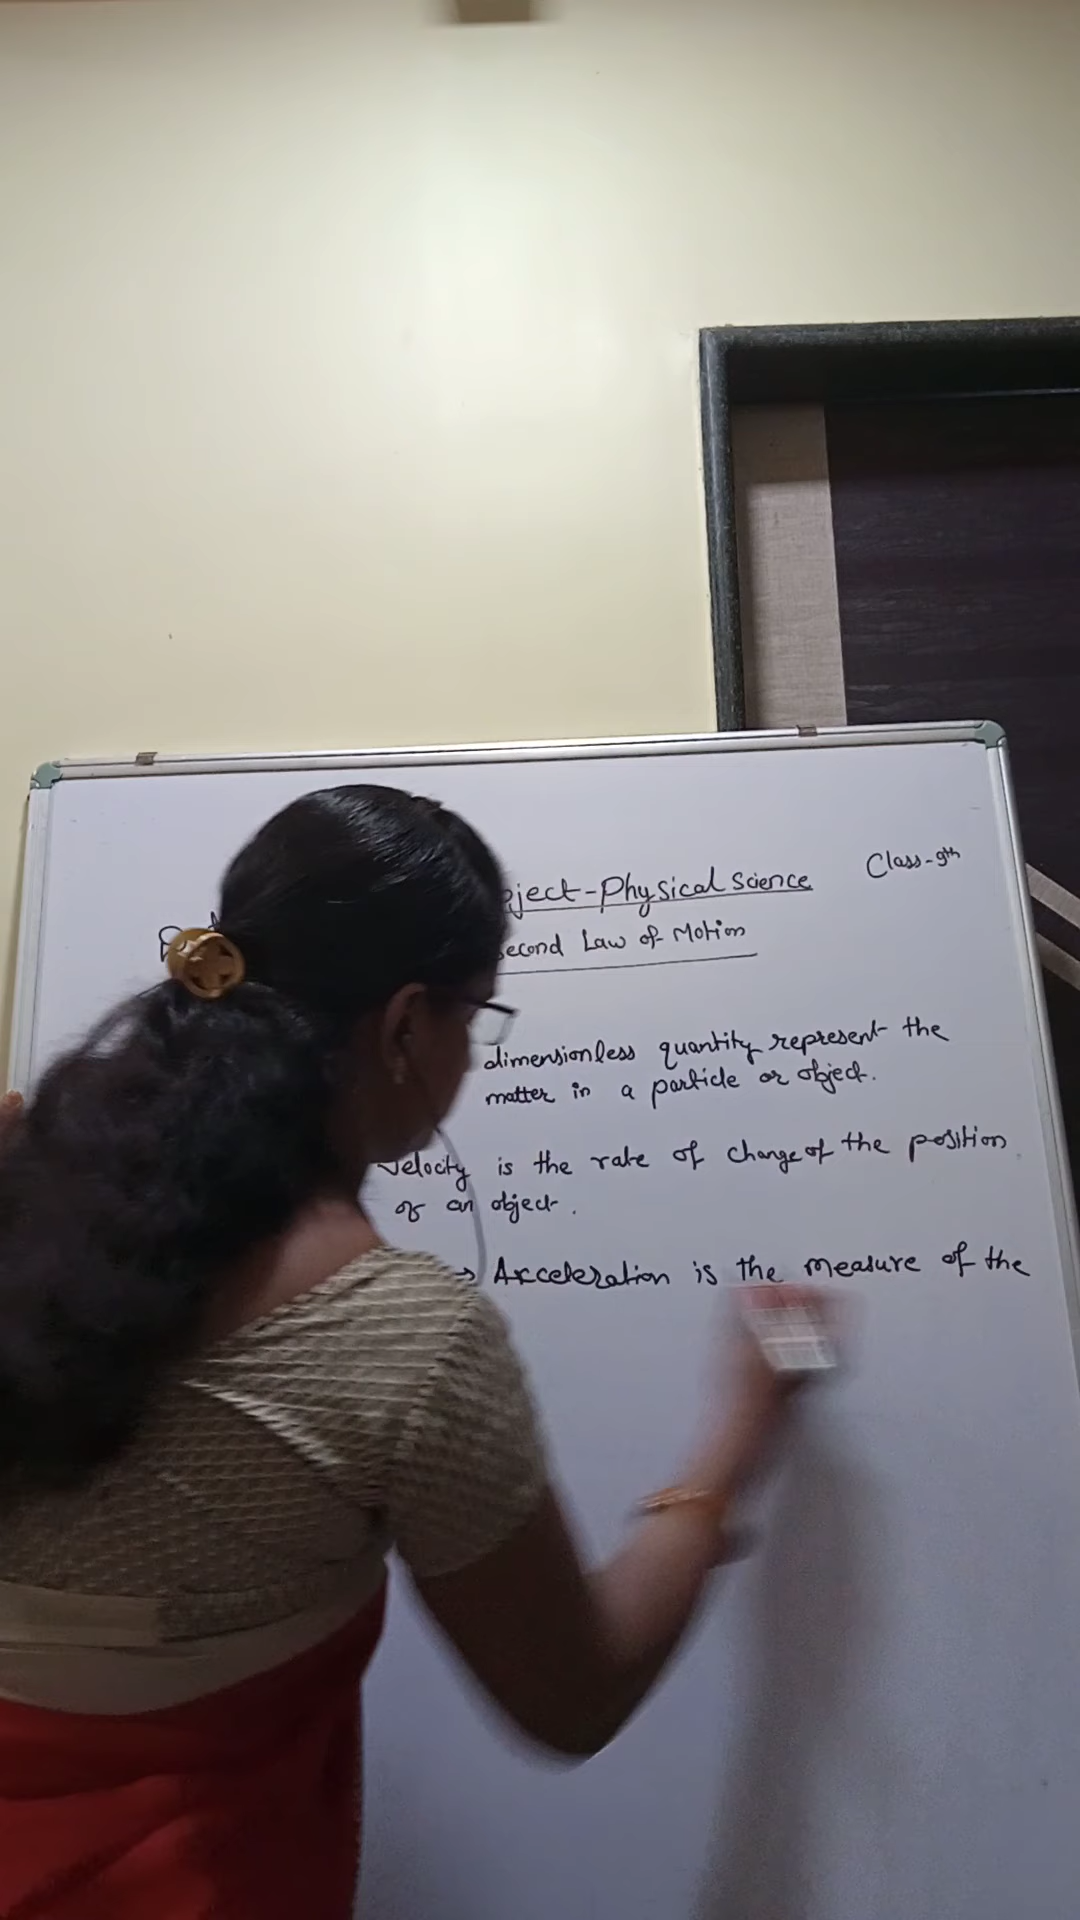 Class-9th
ject-Physical Science
econd Law of Motion
dimensionless quantity represent the
matter in a particle or object.
Velocity is the rate of change of the position
of an object.
→ Acceleration is the measure of the